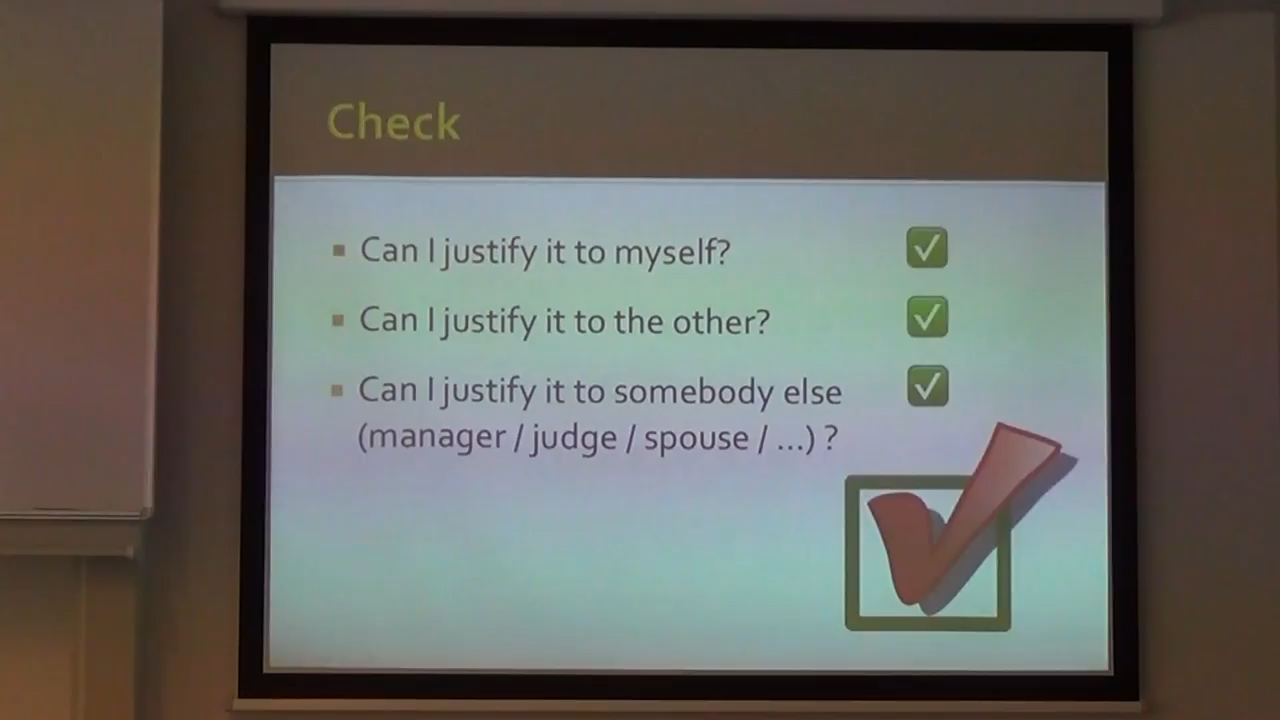 Check
▪ Can I justify it to myself? ✅
▪ Can I justify it to the other? ✅
▪ Can I justify it to somebody else ✅
(manager / judge / spouse / ...) ?